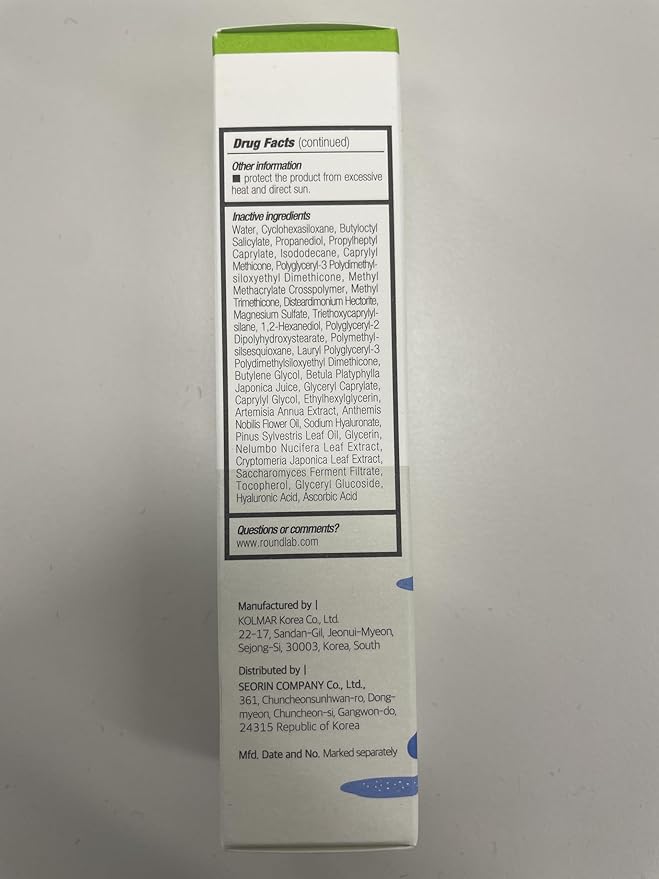 Drug Facts (continued)
Other information
■ protect the product from excessive
heat and direct sun.
Inactive ingredients
Water, Cyclohexasiloxane, Butyloctyl
Salicylate, Propanediol, Propylheptyl
Caprylate, Isododecane, Caprylyl
Methicone, Polyglyceryl-3 Polydimethyl-
siloxyethyl Dimethicone, Methyl
Methacrylate Crosspolymer, Methyl
Trimethicone, Disteardimonium Hectorite,
Magnesium Sulfate, Triethoxycaprylyl-
silane, 1,2-Hexanediol, Polyglyceryl-2
Dipolyhydroxystearate, Polymethyl-
silsesquioxane, Lauryl Polyglyceryl-3
Polydimethylsiloxyethyl Dimethicone,
Butylene Glycol, Betula Platyphylla
Japonica Juice, Glyceryl Caprylate,
Caprylyl Glycol, Ethylhexylglycerin,
Artemisia Annua Extract, Anthemis
Nobilis Flower Oil, Sodium Hyaluronate,
Pinus Sylvestris Leaf Oil, Glycerin,
Nelumbo Nucifera Leaf Extract,
Cryptomeria Japonica Leaf Extract,
Saccharomyces Ferment Filtrate,
Tocopherol, Glyceryl Glucoside,
Hyaluronic Acid, Ascorbic Acid
Questions or comments?
www.roundlab.com
Manufactured by |
KOLMAR Korea Co., Ltd.
22-17, Sandan-Gil, Jeonui-Myeon,
Sejong-Si, 30003, Korea, South
Distributed by |
SEORIN COMPANY Co., Ltd.,
361, Chuncheonsunhwan-ro, Dong-
myeon, Chuncheon-si, Gangwon-do,
24315 Republic of Korea
Mfd. Date and No. Marked separately